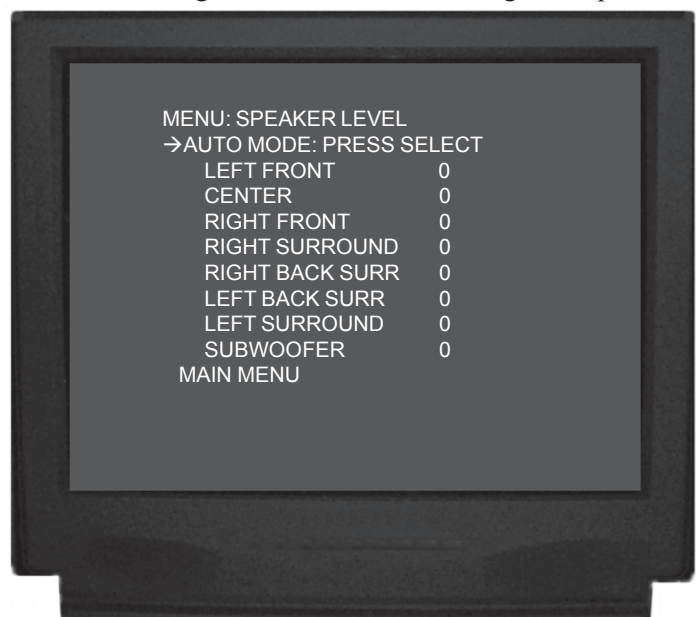 MENU: SPEAKER LEVEL
→AUTO MODE: PRESS SELECT
LEFT FRONT 0
CENTER 0
RIGHT FRONT 0
RIGHT SURROUND 0
RIGHT BACK SURR 0
LEFT BACK SURR 0
LEFT SURROUND 0
SUBWOOFER 0
MAIN MENU